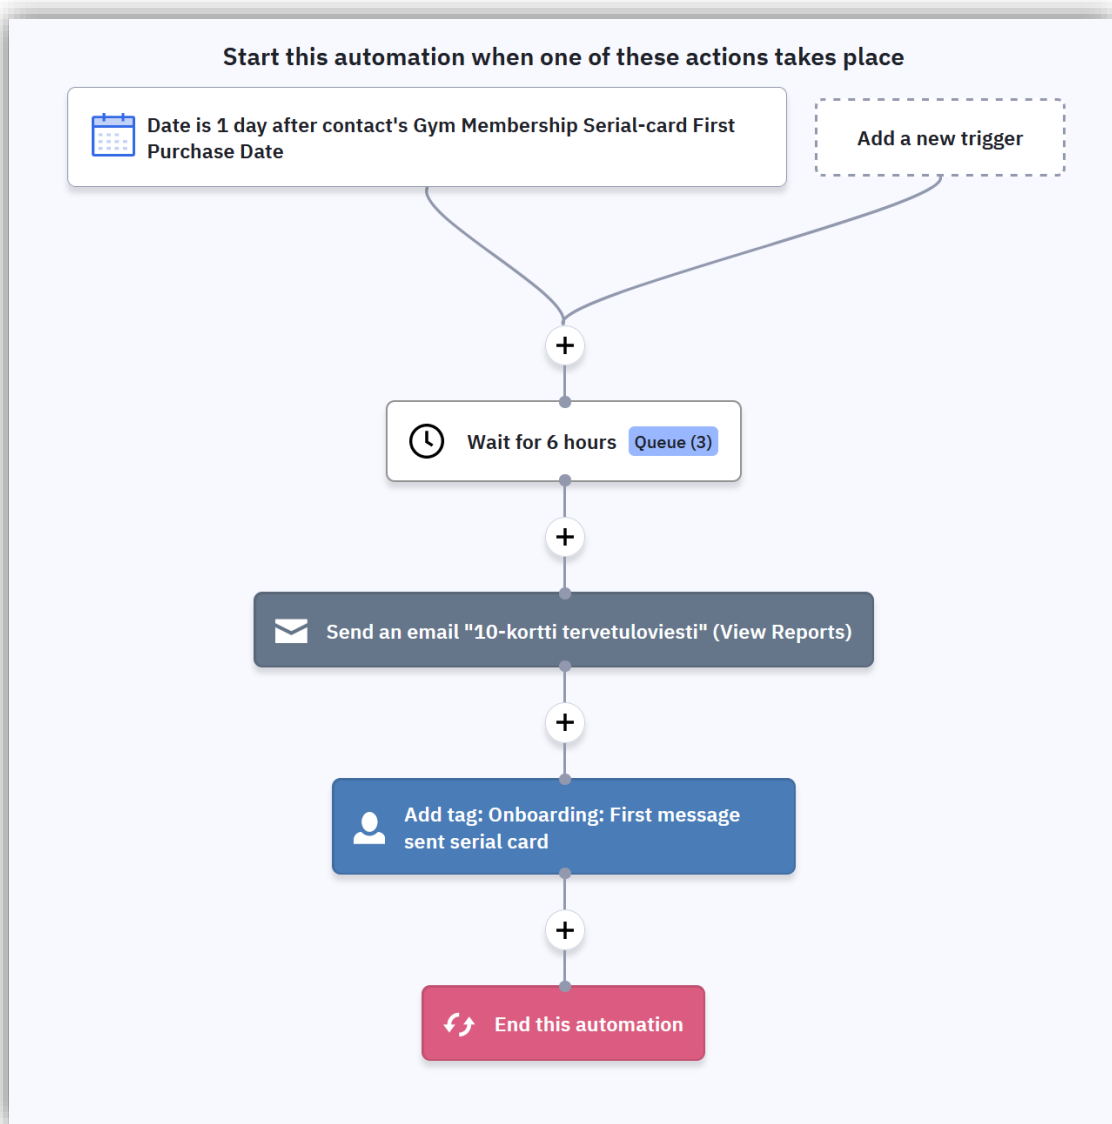 Start this automation when one of these actions takes place
Date is 1 day after contact's Gym Membership Serial-card First
Purchase Date
Add a new trigger
Wait for 6 hours Queue (3)
Send an email "10-kortti tervetuloviesti" (View Reports)
Add tag: Onboarding: First message
sent serial card
End this automation